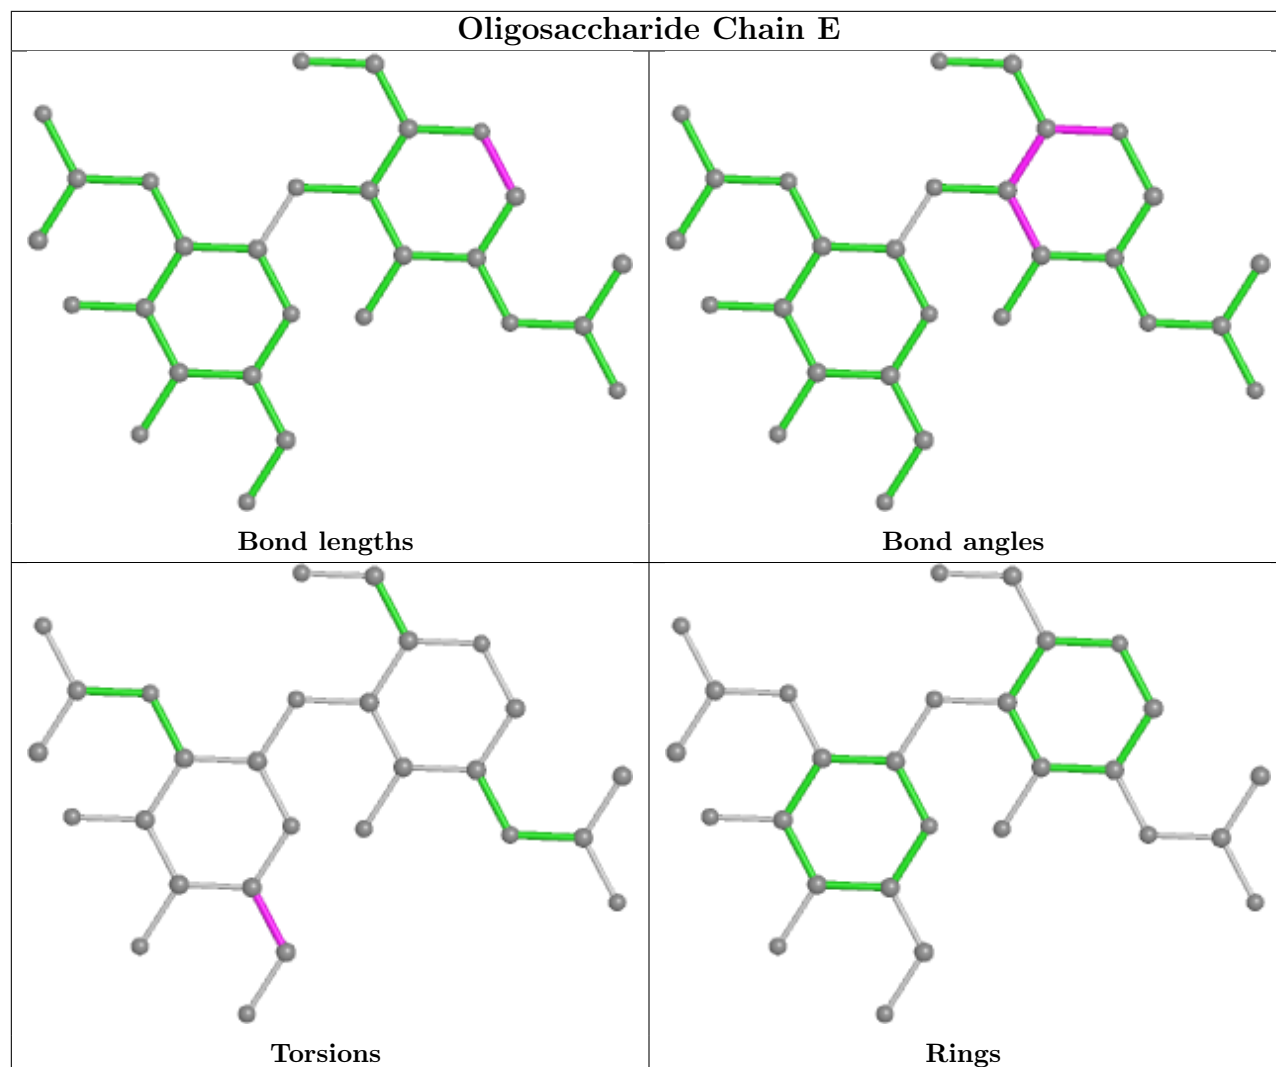 Oligosaccharide Chain E
Bond lengths
Bond angles
Torsions
Rings